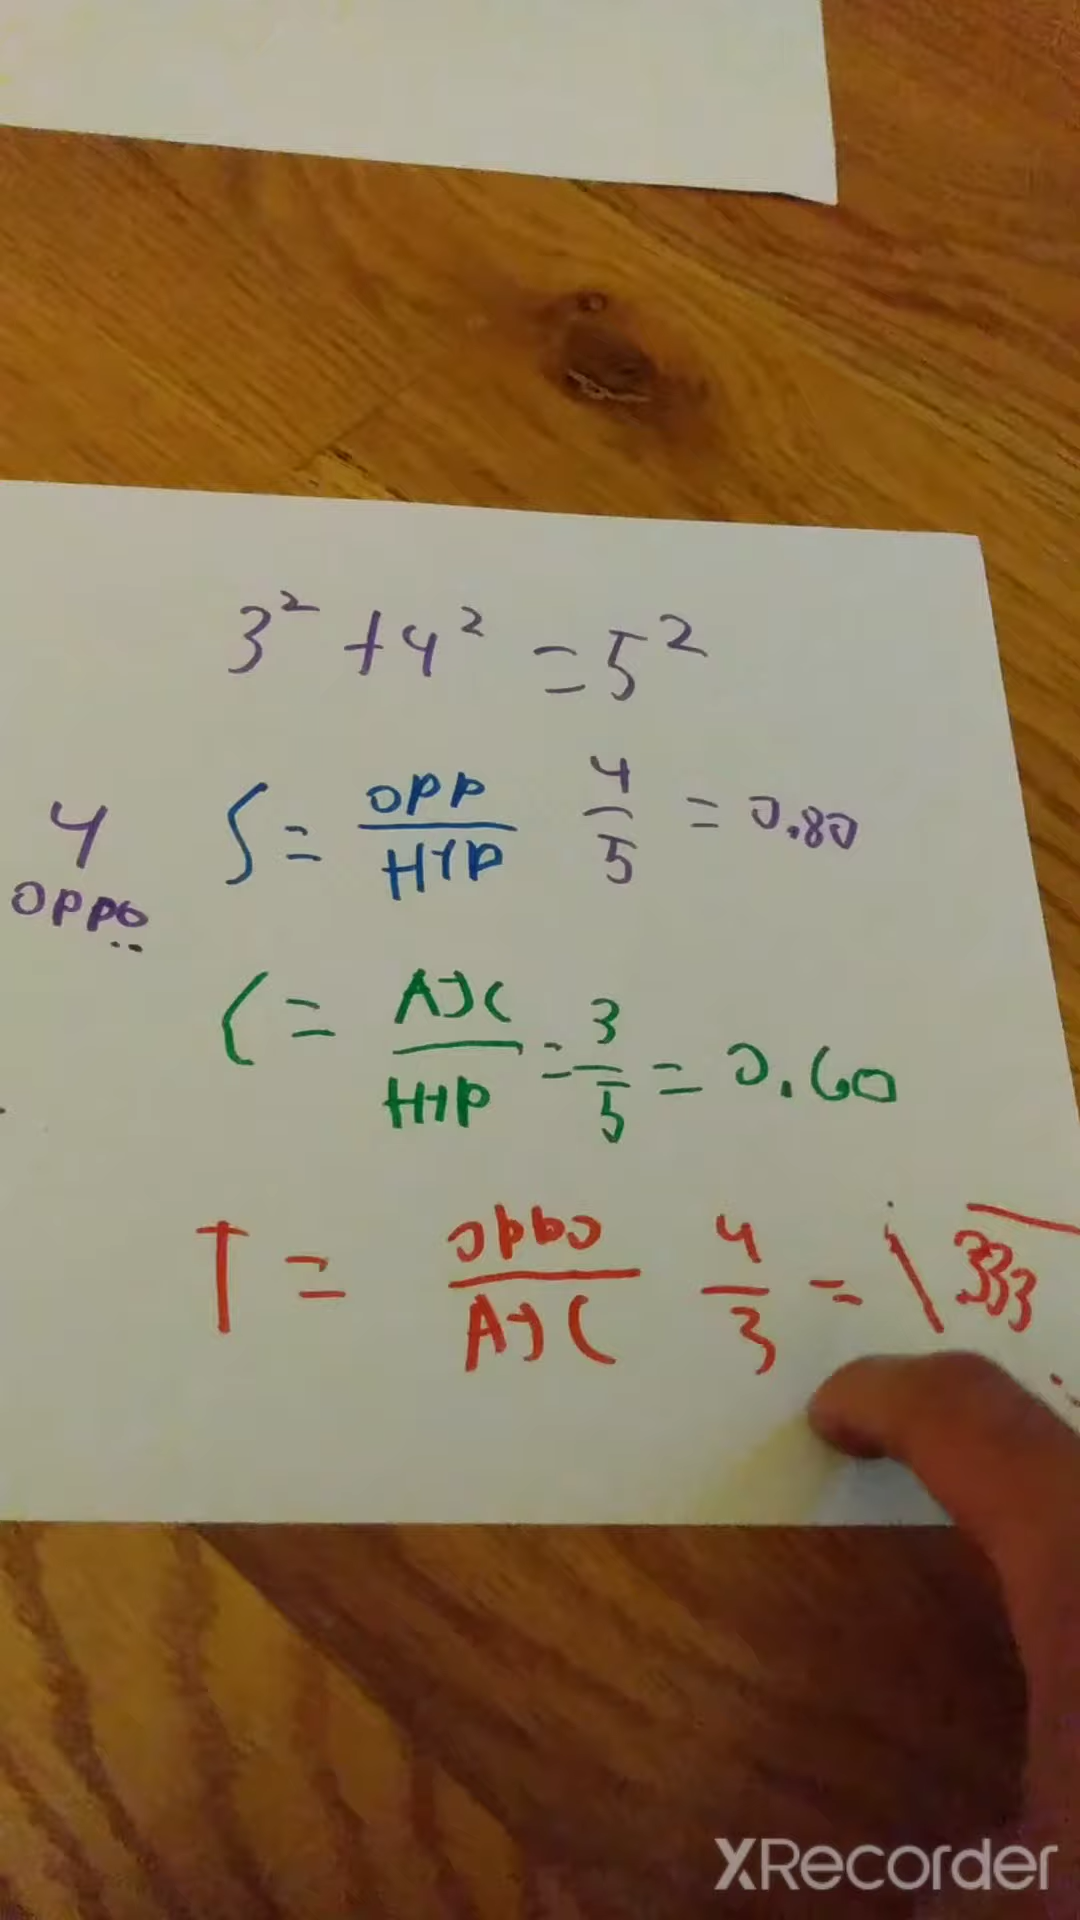 3² + 4² = 5²
S = OPP/HYP 4/5 = 0.80
4
OPPO
C = AJC/HYP = 3/5 = 0.60
T = OPPO/AJC 4/3 = 1.333
XRecorder